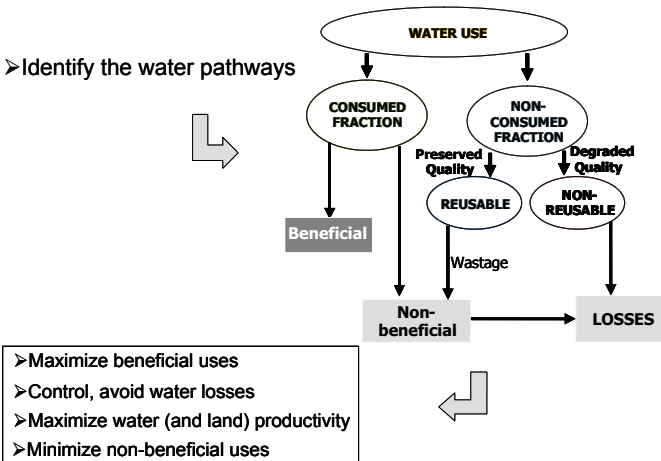 WATER USE
➢Identify the water pathways
CONSUMED
FRACTION
NON-
CONSUMED
FRACTION
Preserved
Quality
Degraded
Quality
REUSABLE
NON-
REUSABLE
Beneficial
Wastage
Non-
beneficial
LOSSES
➢Maximize beneficial uses
➢Control, avoid water losses
➢Maximize water (and land) productivity
➢Minimize non-beneficial uses